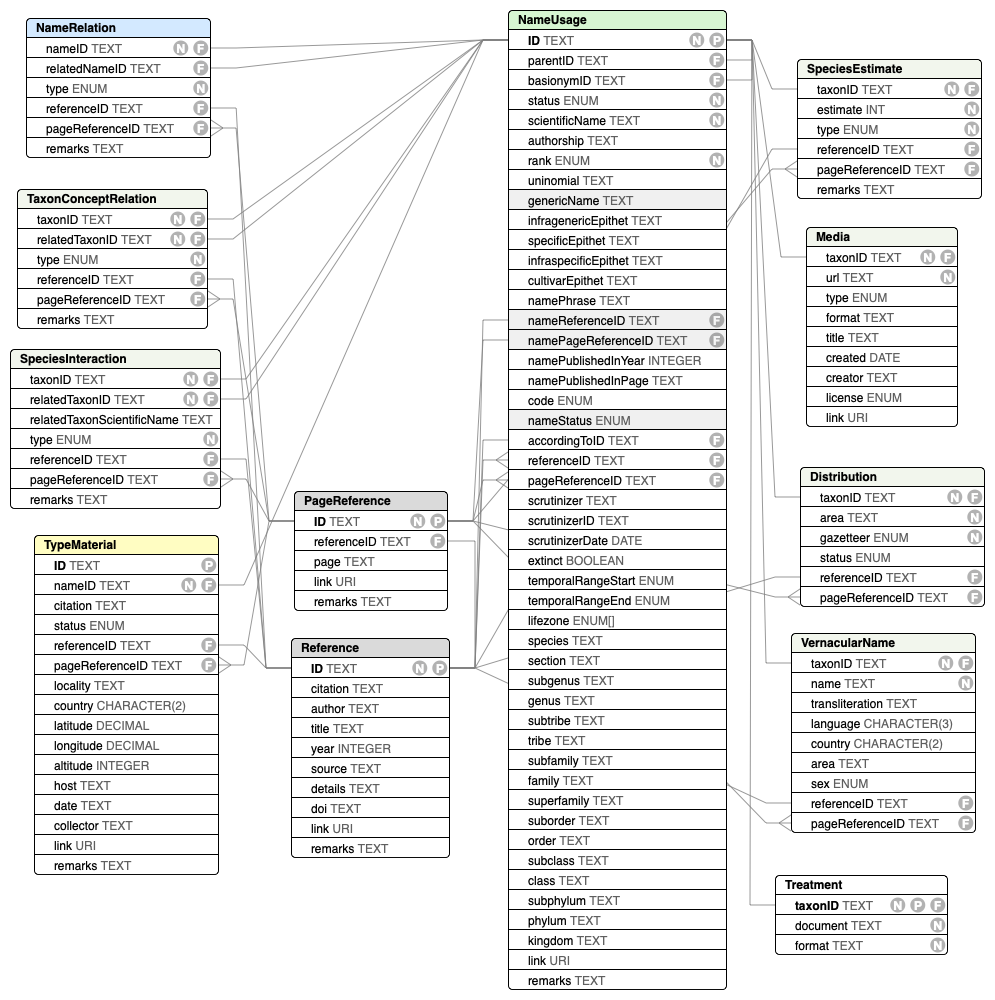 NameRelation
nameID TEXT N F
relatedNameID TEXT F
type ENUM N
referenceID TEXT F
pageReferenceID TEXT F
remarks TEXT
TaxonConceptRelation
taxonID TEXT N F
relatedTaxonID TEXT N F
type ENUM N
referenceID TEXT F
pageReferenceID TEXT F
remarks TEXT
SpeciesInteraction
taxonID TEXT N F
relatedTaxonID TEXT N F
relatedTaxonScientificName TEXT
type ENUM N
referenceID TEXT F
pageReferenceID TEXT F
remarks TEXT
TypeMaterial
ID TEXT P
nameID TEXT N F
citation TEXT
status ENUM
referenceID TEXT F
pageReferenceID TEXT F
locality TEXT
country CHARACTER(2)
latitude DECIMAL
longitude DECIMAL
altitude INTEGER
host TEXT
date TEXT
collector TEXT
link URI
remarks TEXT
PageReference
ID TEXT N P
referenceID TEXT F
page TEXT
link URI
remarks TEXT
Reference
ID TEXT N P
citation TEXT
author TEXT
title TEXT
year INTEGER
source TEXT
details TEXT
doi TEXT
link URI
remarks TEXT
NameUsage
ID TEXT N P
parentID TEXT F
basionymID TEXT F
status ENUM N
scientificName TEXT N
authorship TEXT
rank ENUM N
uninomial TEXT
genericName TEXT
infragenericEpithet TEXT
specificEpithet TEXT
infraspecificEpithet TEXT
cultivarEpithet TEXT
namePhrase TEXT
nameReferenceID TEXT F
namePageReferenceID TEXT F
namePublishedInYear INTEGER
namePublishedInPage TEXT
code ENUM
nameStatus ENUM
accordingToID TEXT F
referenceID TEXT F
pageReferenceID TEXT F
scrutinizer TEXT
scrutinizerID TEXT
scrutinizerDate DATE
extinct BOOLEAN
temporalRangeStart ENUM
temporalRangeEnd ENUM
lifezone ENUM[]
species TEXT
section TEXT
subgenus TEXT
genus TEXT
subtribe TEXT
tribe TEXT
subfamily TEXT
family TEXT
superfamily TEXT
suborder TEXT
order TEXT
subclass TEXT
class TEXT
subphylum TEXT
phylum TEXT
kingdom TEXT
link URI
remarks TEXT
SpeciesEstimate
taxonID TEXT N F
estimate INT N
type ENUM N
referenceID TEXT F
pageReferenceID TEXT F
remarks TEXT
Media
taxonID TEXT N F
url TEXT N
type ENUM
format TEXT
title TEXT
created DATE
creator TEXT
license ENUM
link URI
Distribution
taxonID TEXT N F
area TEXT N
gazetteer ENUM N
status ENUM
referenceID TEXT F
pageReferenceID TEXT F
VernacularName
taxonID TEXT N F
name TEXT N
transliteration TEXT
language CHARACTER(3)
country CHARACTER(2)
area TEXT
sex ENUM
referenceID TEXT F
pageReferenceID TEXT F
Treatment
taxonID TEXT N P F
document TEXT N
format TEXT N